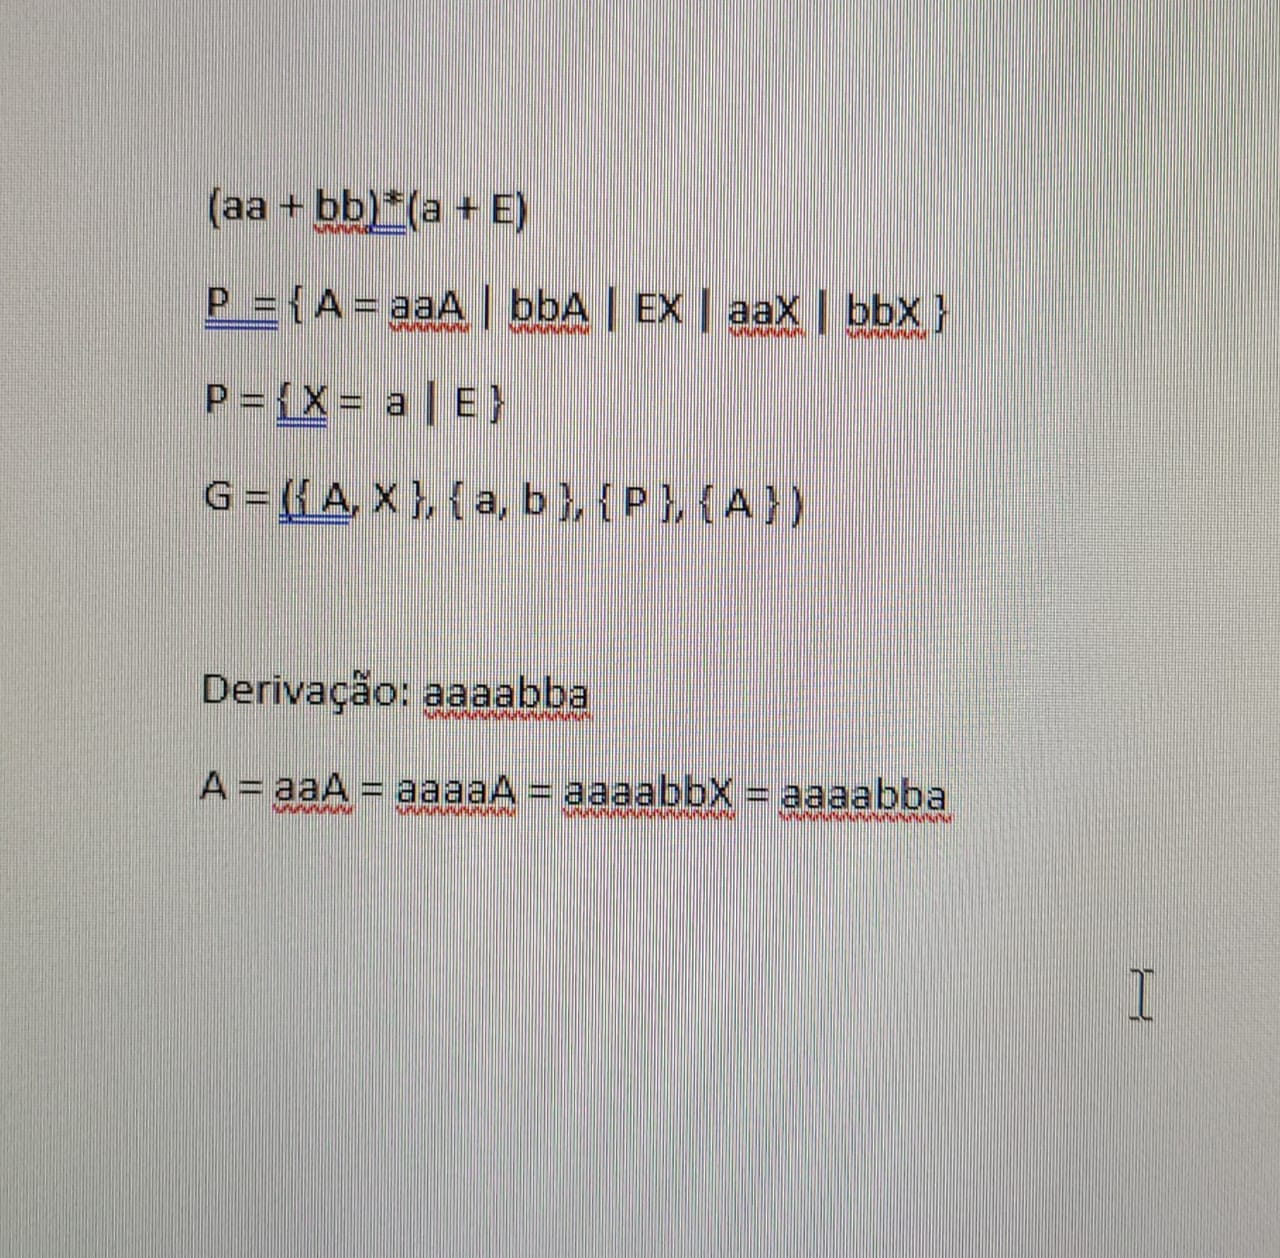 (aa + bb)*(a + E)
P = { A = aaA | bbA | EX | aaX | bbX }
P = { X = a | E }
G = ({ A, X }, { a, b }, { P }, { A } )
Derivação: aaaabba
A = aaA = aaaaA = aaaabbX = aaaabba